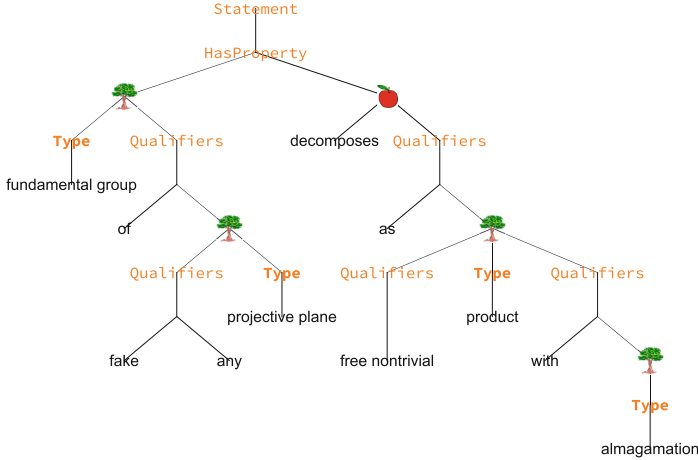 Statement
HasProperty
Type Qualifiers decomposes Qualifiers
fundamental group
of as
Qualifiers Type Qualifiers Type Qualifiers
projective plane product
fake any free nontrivial with
Type
almagamation